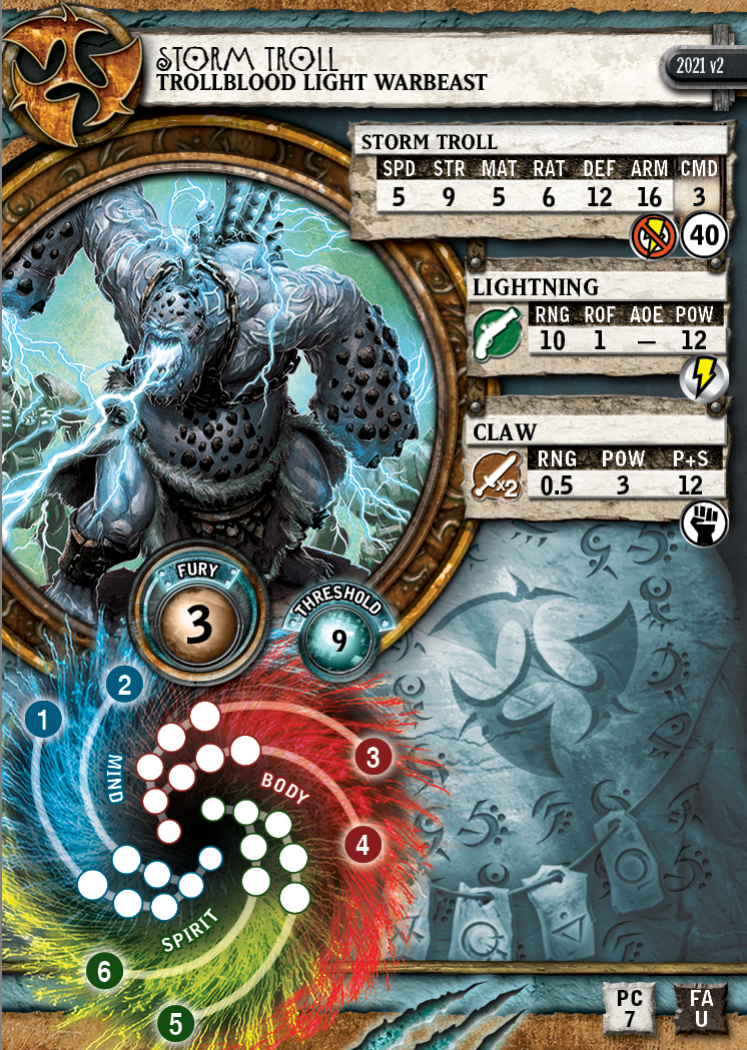 STORM TROLL
TROLLBLOOD LIGHT WARBEAST
2021 v2
STORM TROLL
SPD STR MAT RAT DEF ARM CMD
5 9 5 6 12 16 3
40
LIGHTNING
RNG ROF AOE POW
10 1 — 12
CLAW
RNG POW P+S
x2 0.5 3 12
FURY
3
THRESHOLD
9
1
2
3
4
5
6
MIND
BODY
SPIRIT
PC
7
FA
U